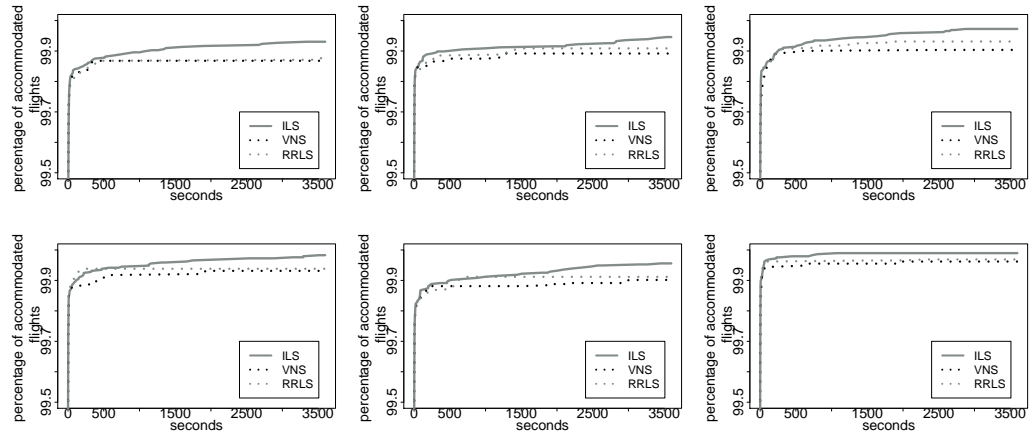 percentage of accommodated
flights
99.5 99.7 99.9
ILS
VNS
RRLS
0 500 1500 2500 3500
seconds
percentage of accommodated
flights
99.5 99.7 99.9
ILS
VNS
RRLS
0 500 1500 2500 3500
seconds
percentage of accommodated
flights
99.5 99.7 99.9
ILS
VNS
RRLS
0 500 1500 2500 3500
seconds
percentage of accommodated
flights
99.5 99.7 99.9
ILS
VNS
RRLS
0 500 1500 2500 3500
seconds
percentage of accommodated
flights
99.5 99.7 99.9
ILS
VNS
RRLS
0 500 1500 2500 3500
seconds
percentage of accommodated
flights
99.5 99.7 99.9
ILS
VNS
RRLS
0 500 1500 2500 3500
seconds